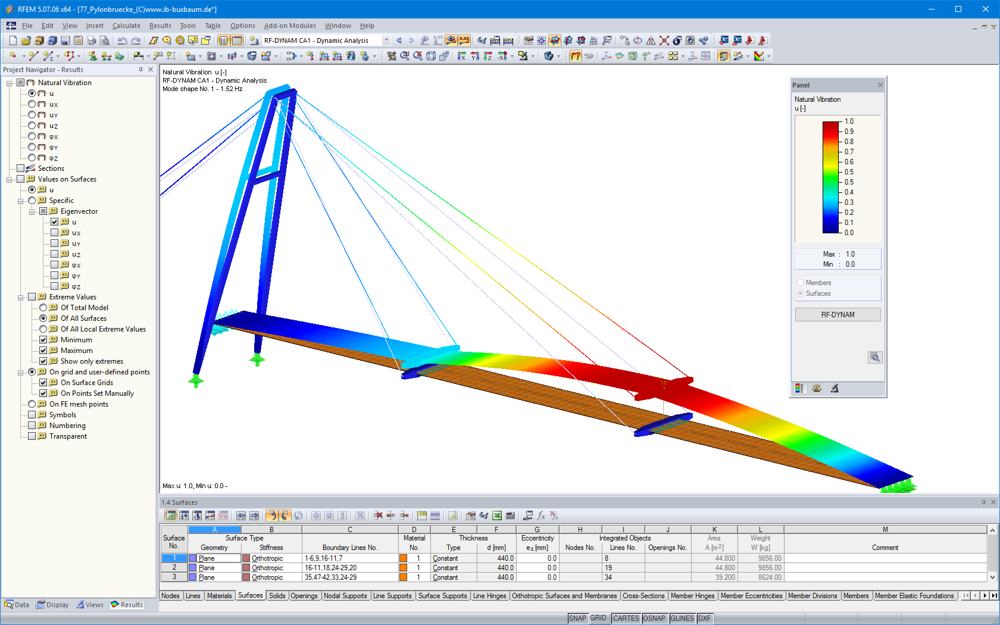 RFEM 5.07.06 x64 - [77_Pylonbruecke_(C)www.ib-buxbaum.de*]
File Edit View Insert Calculate Results Tools Table Options Add-on Modules Window Help
RF-DYNAM CA1 - Dynamic Analysis
Project Navigator - Results
Natural Vibration
u
uX
uY
uZ
φX
φY
φZ
Sections
Values on Surfaces
u
Specific
Eigenvector
u
uX
uY
uZ
φX
φY
φZ
Extreme Values
Of Total Model
Of All Surfaces
Of All Local Extreme Values
Minimum
Maximum
Show only extremes
On grid and user-defined points
On Surface Grids
On Points Set Manually
On FE mesh points
Symbols
Numbering
Transparent
Data Display Views Results
Natural Vibration u [-]
RF-DYNAM CA1 - Dynamic Analysis
Mode shape No. 1 - 1.52 Hz
1.0
Max u: 1.0, Min u: 0.0 -
Panel
Natural Vibration
u [-]
1.0
0.9
0.8
0.7
0.6
0.5
0.5
0.4
0.3
0.2
0.1
0.0
Max : 1.0
Min : 0.0
Members
Surfaces
RF-DYNAM
1.4 Surfaces
A B C D E F G H I J K L M
Surface Surface Type Material Thickness Eccentricity Integrated Objects Area Weight
No. Geometry Stiffness Boundary Lines No. No. Type d [mm] ez [mm] Nodes No. Lines No. Openings No. A [m²] W [kg] Comment
1 Plane Orthotropic 1-6,9,16-11,7 1 Constant 440.0 0.0 8 44.800 9856.00
2 Plane Orthotropic 16-11,18,24-29,20 1 Constant 440.0 0.0 19 44.800 9856.00
3 Plane Orthotropic 35,47-42,33,24-29 1 Constant 440.0 0.0 34 39.200 8624.00
Nodes Lines Materials Surfaces Solids Openings Nodal Supports Line Supports Surface Supports Line Hinges Orthotropic Surfaces and Membranes Cross-Sections Member Hinges Member Eccentricities Member Divisions Members Member Elastic Foundations
SNAP GRID CARTES OSNAP GLINES DXF